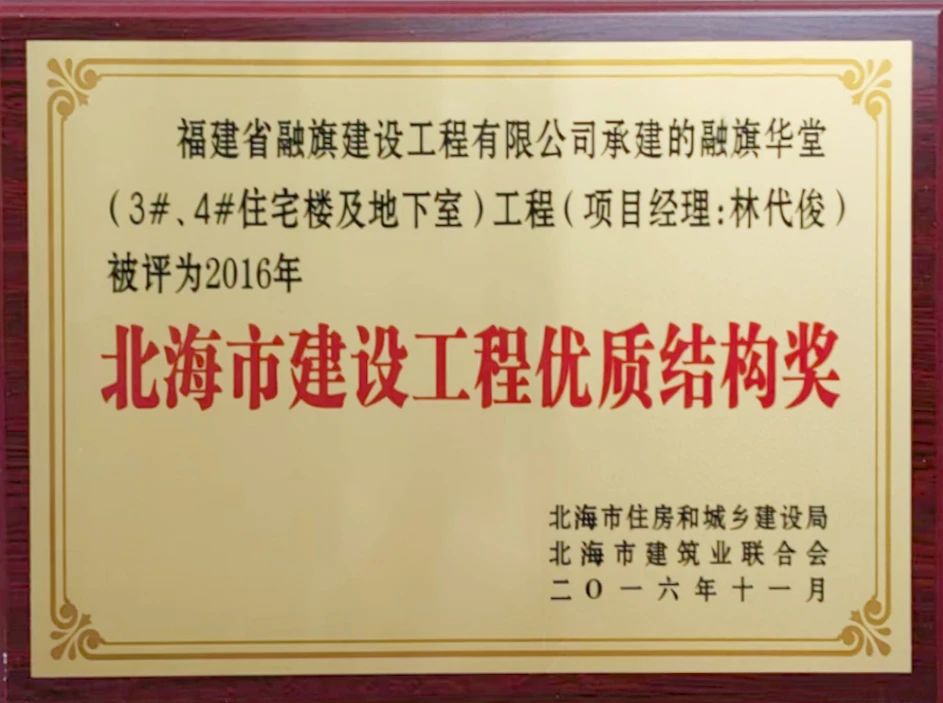 福建省融旗建设工程有限公司承建的融旗华堂
（3#、4#住宅楼及地下室）工程（项目经理：林代俊）
被评为2016年
北海市建设工程优质结构奖
北海市住房和城乡建设局
北海市建筑业联合会
二O一六年十一月